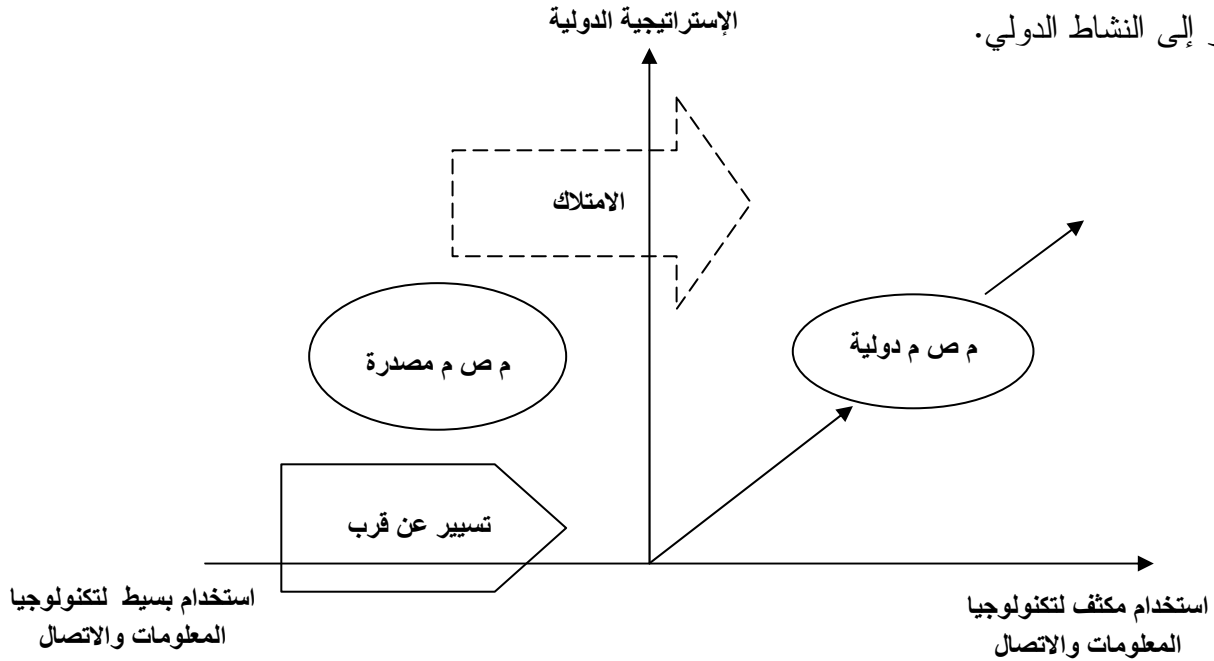 إلى النشاط الدولي.
الإستراتيجية الدولية
الامتلاك
م ص م دولية
م ص م مصدرة
تسيير عن قرب
استخدام مكثف لتكنولوجيا
المعلومات والاتصال
استخدام بسيط لتكنولوجيا
المعلومات والاتصال